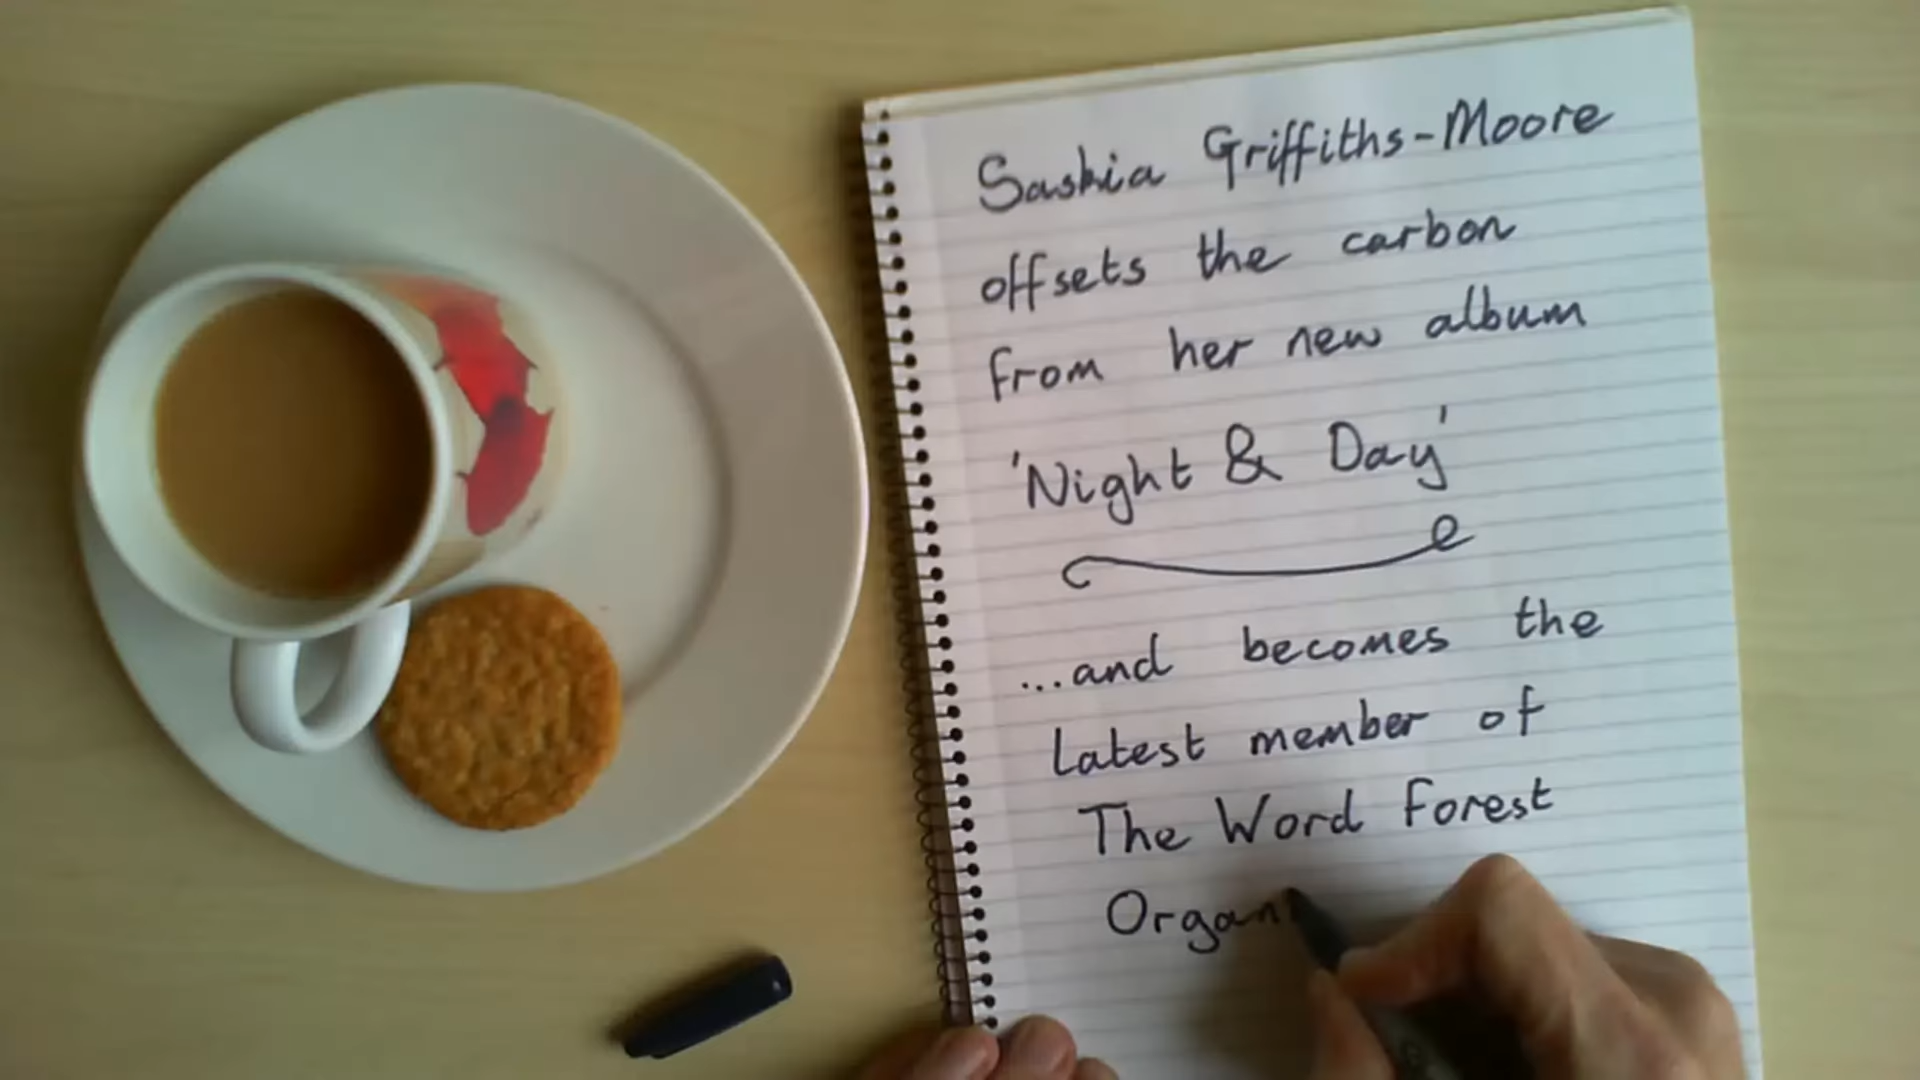 Saskia Griffiths-Moore
offsets the carbon
from her new album
'Night & Day'
...and becomes the
latest member of
The Word Forest
Organ